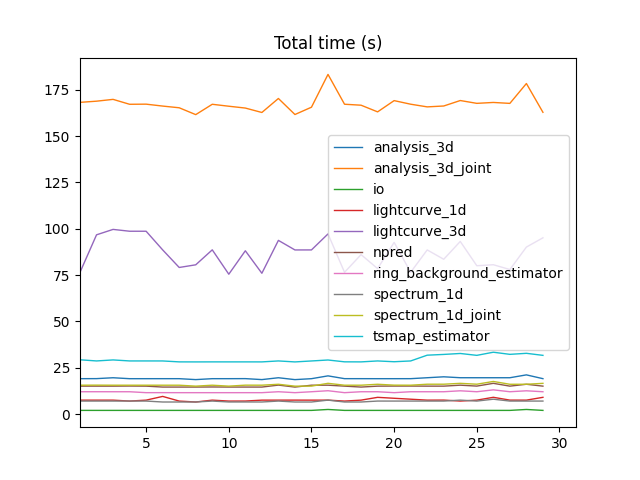 Total time (s)
175
150
125
100
75
50
25
0
analysis_3d
analysis_3d_joint
io
lightcurve_1d
lightcurve_3d
npred
ring_background_estimator
spectrum_1d
spectrum_1d_joint
tsmap_estimator
5 10 15 20 25 30